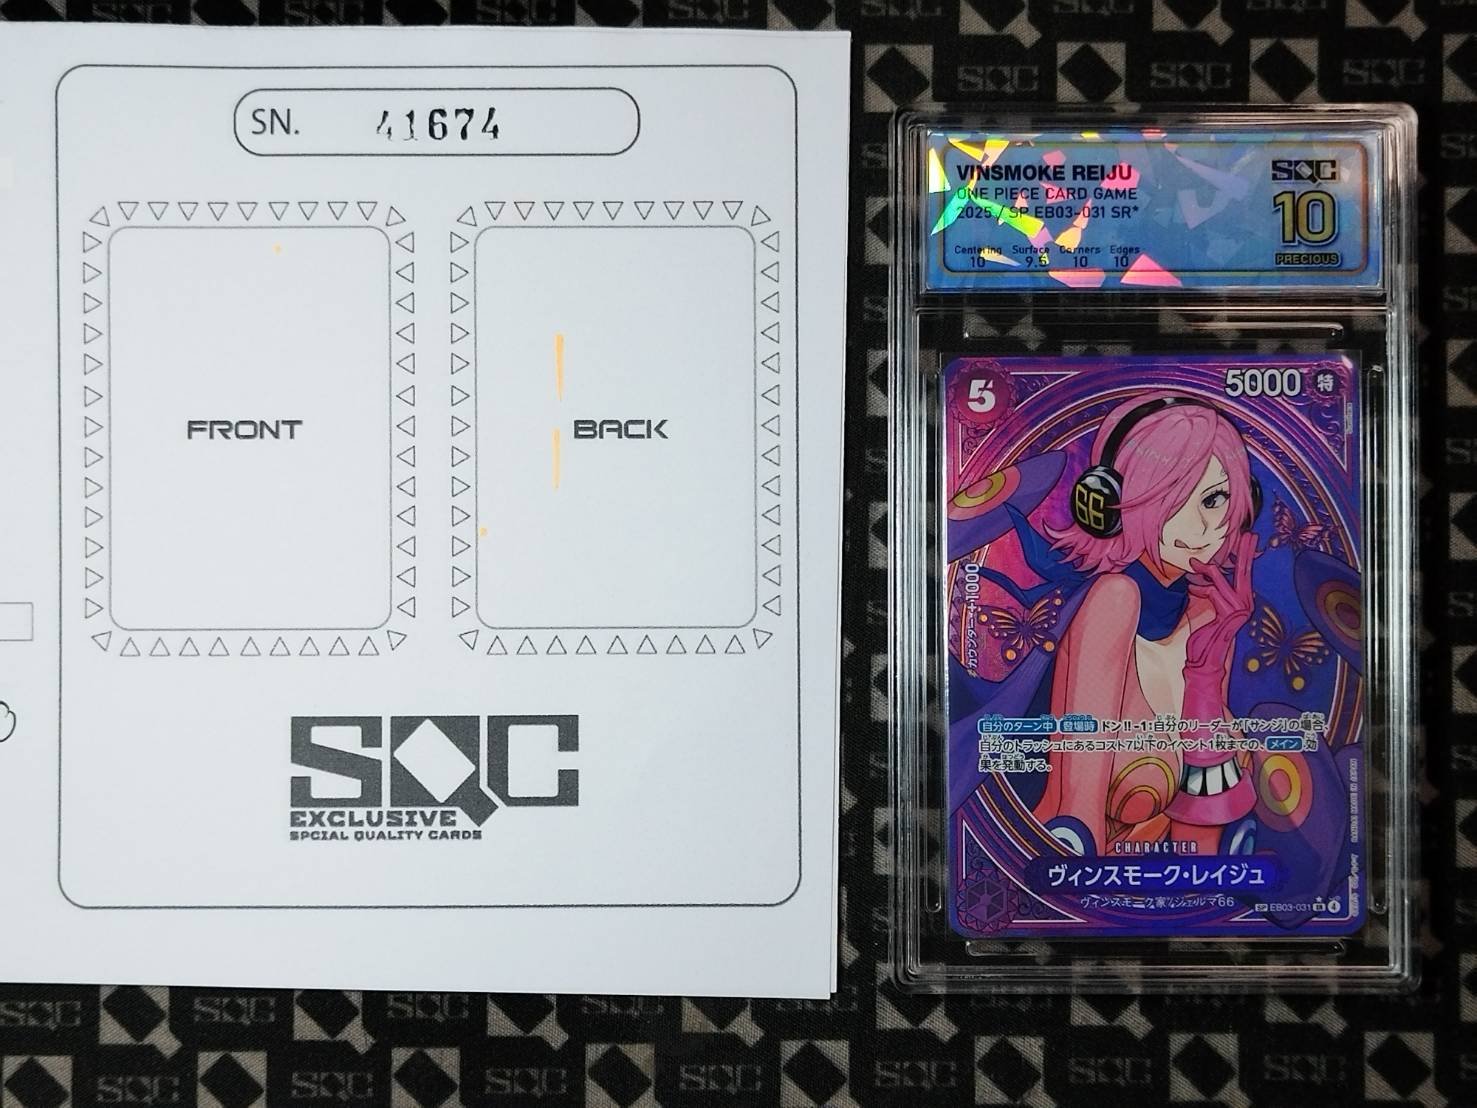 SN. 41674
FRONT
BACK
SQC
EXCLUSIVE
SPCIAL QUALITY CARDS
VINSMOKE REIJU
ONE PIECE CARD GAME
2025 / SP EB03-031 SR*
Centering Surface Corners Edges
10 9.5 10 10
SQC
10
PRECIOUS
5
5000 特
66
カウンター+1000
自分のターン中 登場時 ドン!!-1:自分のリーダーが「サンジ」の場合、
自分のトラッシュにあるコスト7以下のイベント1枚までの、メイン効
果を発動する。
CHARACTER
ヴィンスモーク・レイジュ
ヴィンスモーク家/ジェルマ66
SP EB03-031 SR 4
BANDAI MADE IN JAPAN